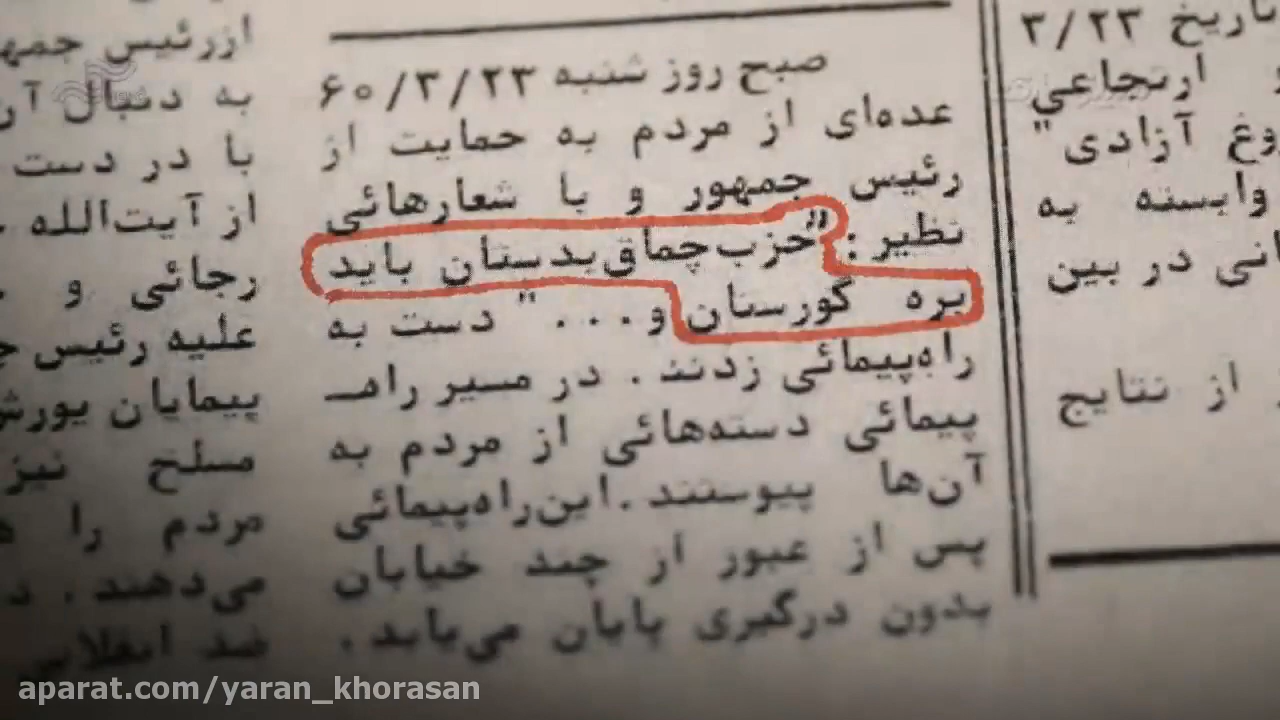 تاریخ ۳/۲۳
ارتجاعی
آزادی"
وابسته به
در بین
از نتایج
صبح روز شنبه ۶۰/۳/۲۳
عده‌ای از مردم به حمایت از
رئیس جمهور و با شعارهائی
نظیر: "حزب چماق‌بدستان باید
بره گورستان و..." دست به
راه‌پیمائی زدند. در مسیر راهـ
پیمائی دسته‌هائی از مردم به
آن‌ها پیوستند. این راه‌پیمائی
پس از عبور از چند خیابان
بدون درگیری پایان می‌یابد.
از رئیس
به دنبال آن
با در دست
از آیت‌الله
رجائی و
علیه رئیس
پیمایان
مسلح نیز
مردم را
می‌دهند.
ضد انقلابی
aparat.com/yaran_khorasan